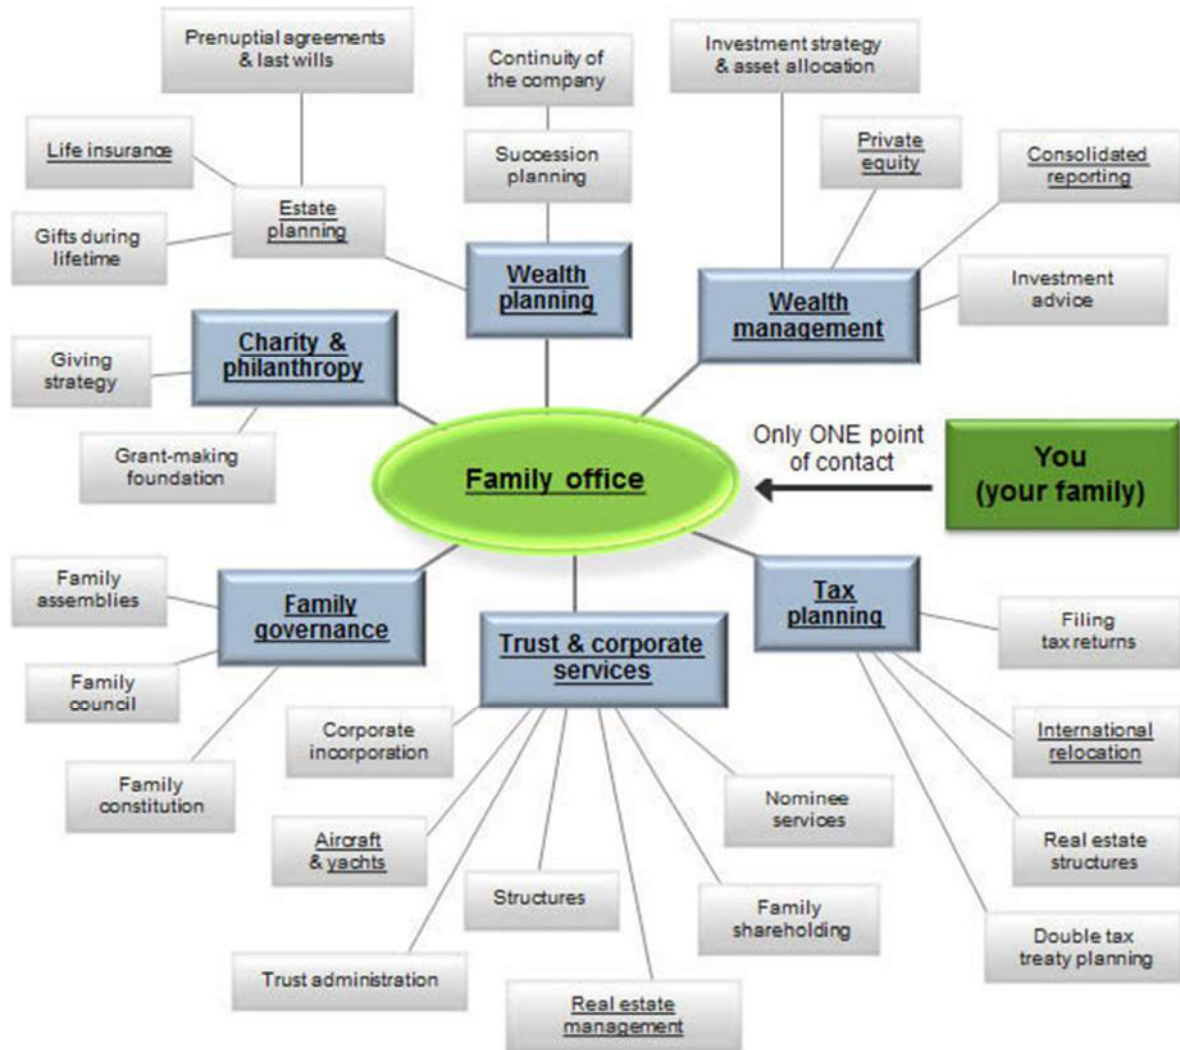 Prenuptial agreements
& last wills
Continuity of
the company
Investment strategy
& asset allocation
Life insurance
Succession
planning
Private
equity
Consolidated
reporting
Estate
planning
Gifts during
lifetime
Wealth
planning
Wealth
management
Investment
advice
Charity &
philanthropy
Giving
strategy
Grant-making
foundation
Family office
Only ONE point
of contact
You
(your family)
Family
assemblies
Family
governance
Trust & corporate
services
Tax
planning
Filing
tax returns
Family
council
Family
constitution
Corporate
incorporation
International
relocation
Aircraft
& yachts
Nominee
services
Real estate
structures
Structures
Family
shareholding
Double tax
treaty planning
Trust administration
Real estate
management